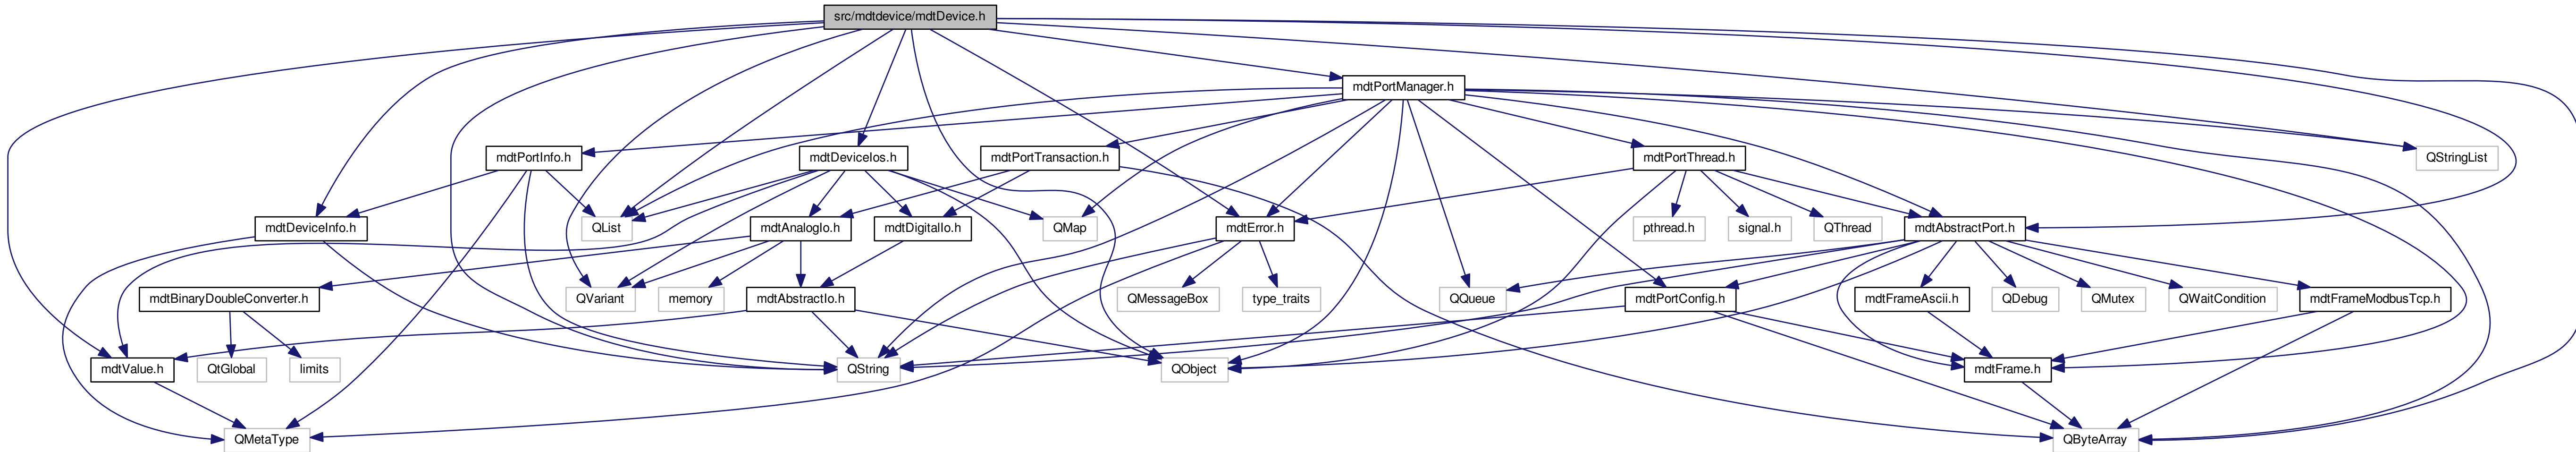 src/mdtdevice/mdtDevice.h
mdtPortManager.h
mdtPortInfo.h
mdtDeviceIos.h
mdtPortTransaction.h
mdtPortThread.h
QStringList
mdtDeviceInfo.h
QList
mdtAnalogIo.h
mdtDigitalIo.h
QMap
mdtError.h
pthread.h
signal.h
QThread
mdtAbstractPort.h
mdtBinaryDoubleConverter.h
QVariant
memory
mdtAbstractIo.h
QMessageBox
type_traits
QQueue
mdtPortConfig.h
mdtFrameAscii.h
QDebug
QMutex
QWaitCondition
mdtFrameModbusTcp.h
mdtValue.h
QtGlobal
limits
QString
QObject
mdtFrame.h
QMetaType
QByteArray